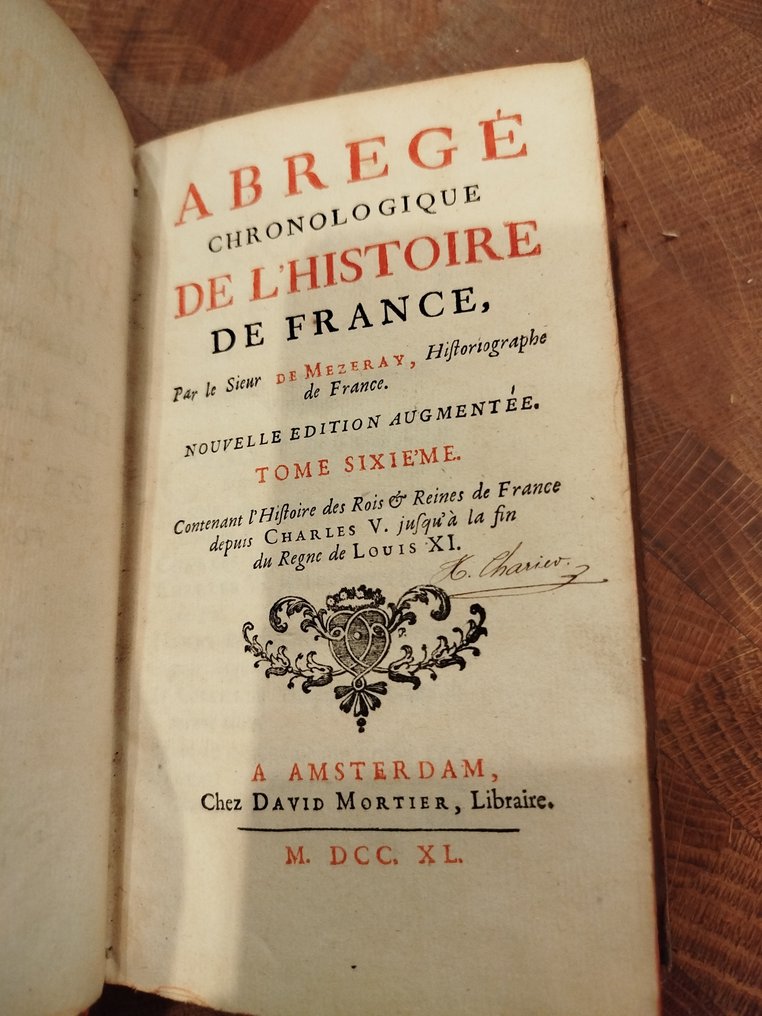 ABREGÉ
CHRONOLOGIQUE
DE L'HISTOIRE
DE FRANCE,
Par le Sieur DE MEZERAY, Hiſtoriographe
de France.
NOUVELLE EDITION AUGMENTÉE.
TOME SIXIE'ME.
Contenant l'Hiſtoire des Rois & Reines de France
depuis CHARLES V. juſqu'à la fin
du Regne de LOUIS XI.
A AMSTERDAM,
Chez DAVID MORTIER, Libraire.
M. DCC. XL.